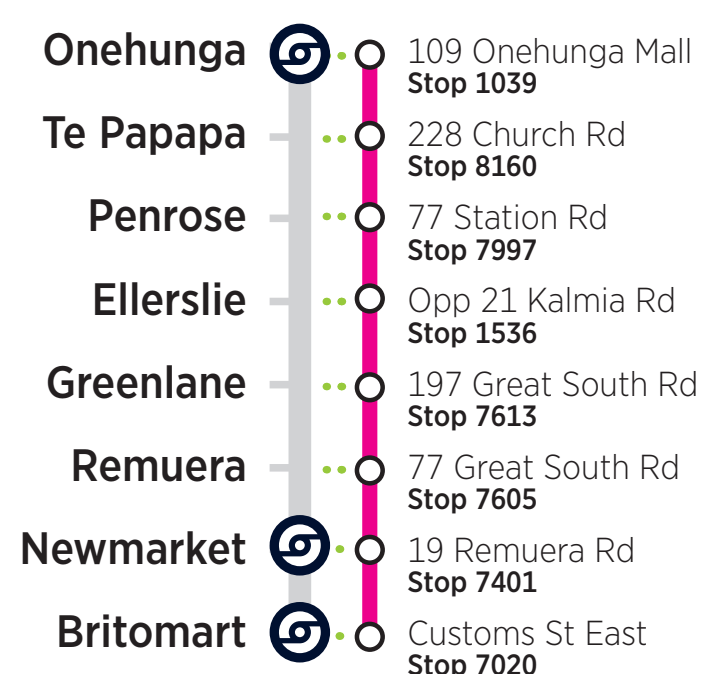 Onehunga
109 Onehunga Mall
Stop 1039
Te Papapa
228 Church Rd
Stop 8160
Penrose
77 Station Rd
Stop 7997
Ellerslie
Opp 21 Kalmia Rd
Stop 1536
Greenlane
197 Great South Rd
Stop 7613
Remuera
77 Great South Rd
Stop 7605
Newmarket
19 Remuera Rd
Stop 7401
Britomart
Customs St East
Stop 7020